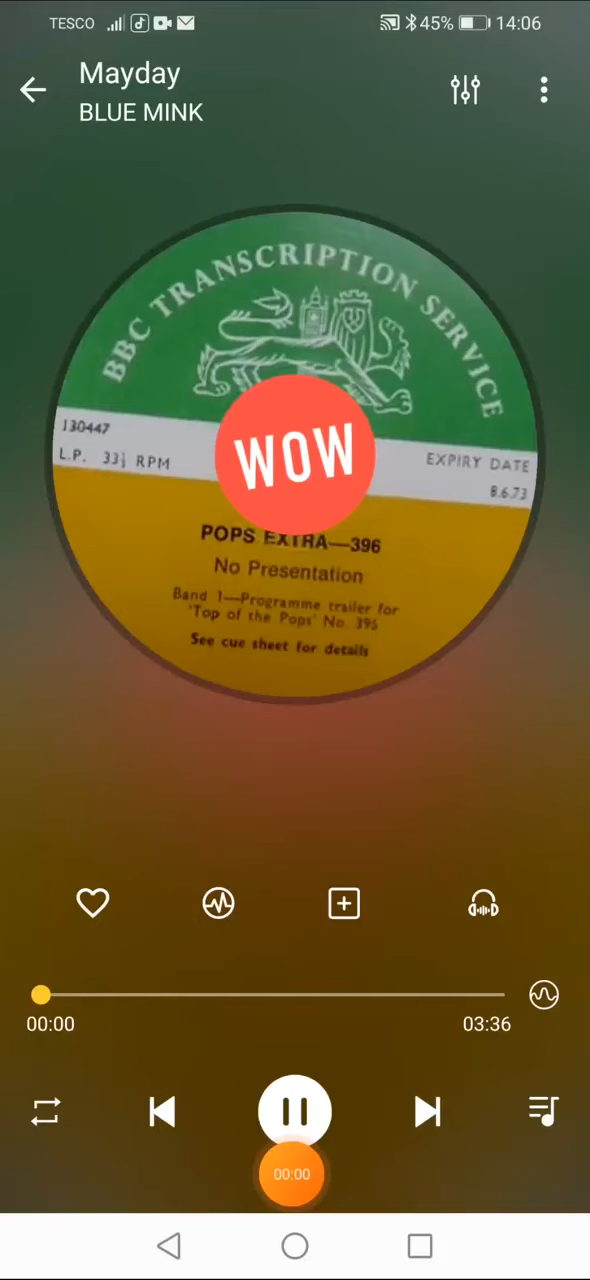 TESCO 45% 14:06
Mayday
BLUE MINK
BBC TRANSCRIPTION SERVICE
130447
L.P. 33⅓ RPM
EXPIRY DATE
8.6.73
WOW
POPS EXTRA—396
No Presentation
Band 1—Programme trailer for
'Top of the Pops' No. 396
See cue sheet for details
00:00 03:36
00:00